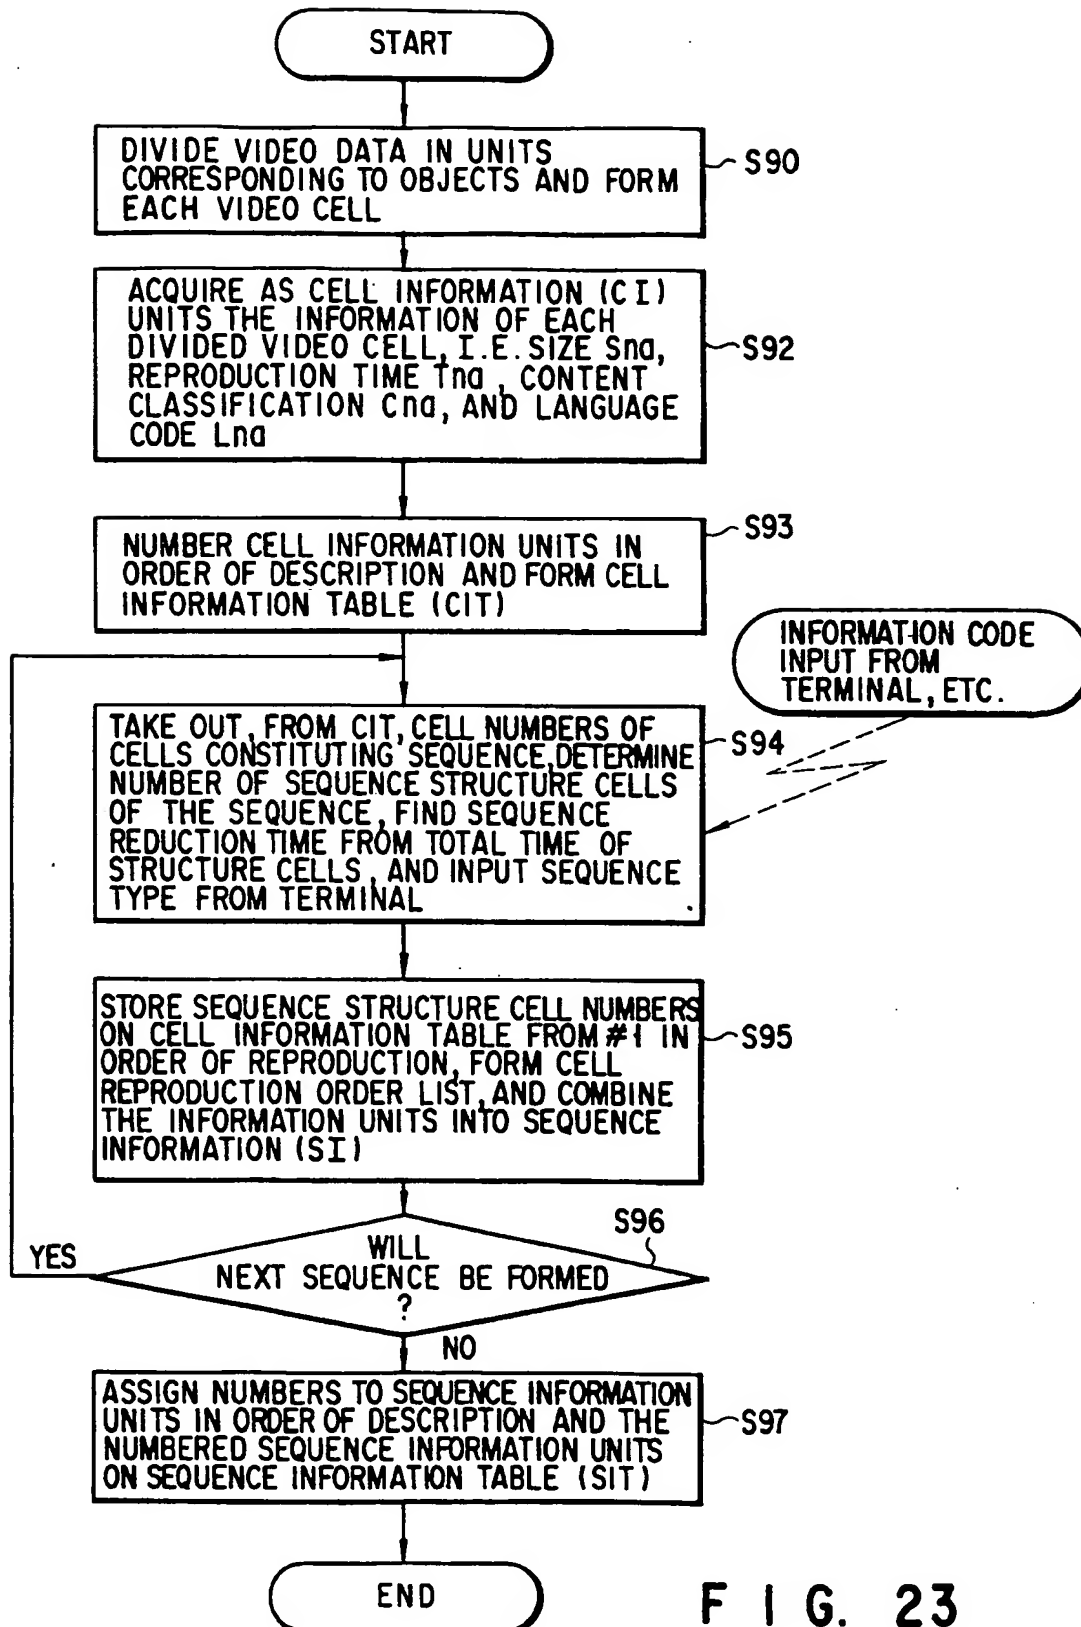 START
DIVIDE VIDEO DATA IN UNITS
CORRESPONDING TO OBJECTS AND FORM
EACH VIDEO CELL
S90
ACQUIRE AS CELL INFORMATION (CI)
UNITS THE INFORMATION OF EACH
DIVIDED VIDEO CELL, I.E. SIZE Sna,
REPRODUCTION TIME Tna, CONTENT
CLASSIFICATION Cna, AND LANGUAGE
CODE Lna
S92
NUMBER CELL INFORMATION UNITS IN
ORDER OF DESCRIPTION AND FORM CELL
INFORMATION TABLE (CIT)
S93
INFORMATION CODE
INPUT FROM
TERMINAL, ETC.
TAKE OUT, FROM CIT, CELL NUMBERS OF
CELLS CONSTITUTING SEQUENCE, DETERMINE
NUMBER OF SEQUENCE STRUCTURE CELLS
OF THE SEQUENCE, FIND SEQUENCE
REDUCTION TIME FROM TOTAL TIME OF
STRUCTURE CELLS, AND INPUT SEQUENCE
TYPE FROM TERMINAL
S94
STORE SEQUENCE STRUCTURE CELL NUMBERS
ON CELL INFORMATION TABLE FROM #1 IN
ORDER OF REPRODUCTION, FORM CELL
REPRODUCTION ORDER LIST, AND COMBINE
THE INFORMATION UNITS INTO SEQUENCE
INFORMATION (SI)
S95
S96
YES
WILL
NEXT SEQUENCE BE FORMED
?
NO
ASSIGN NUMBERS TO SEQUENCE INFORMATION
UNITS IN ORDER OF DESCRIPTION AND THE
NUMBERED SEQUENCE INFORMATION UNITS
ON SEQUENCE INFORMATION TABLE (SIT)
S97
END
FIG. 23